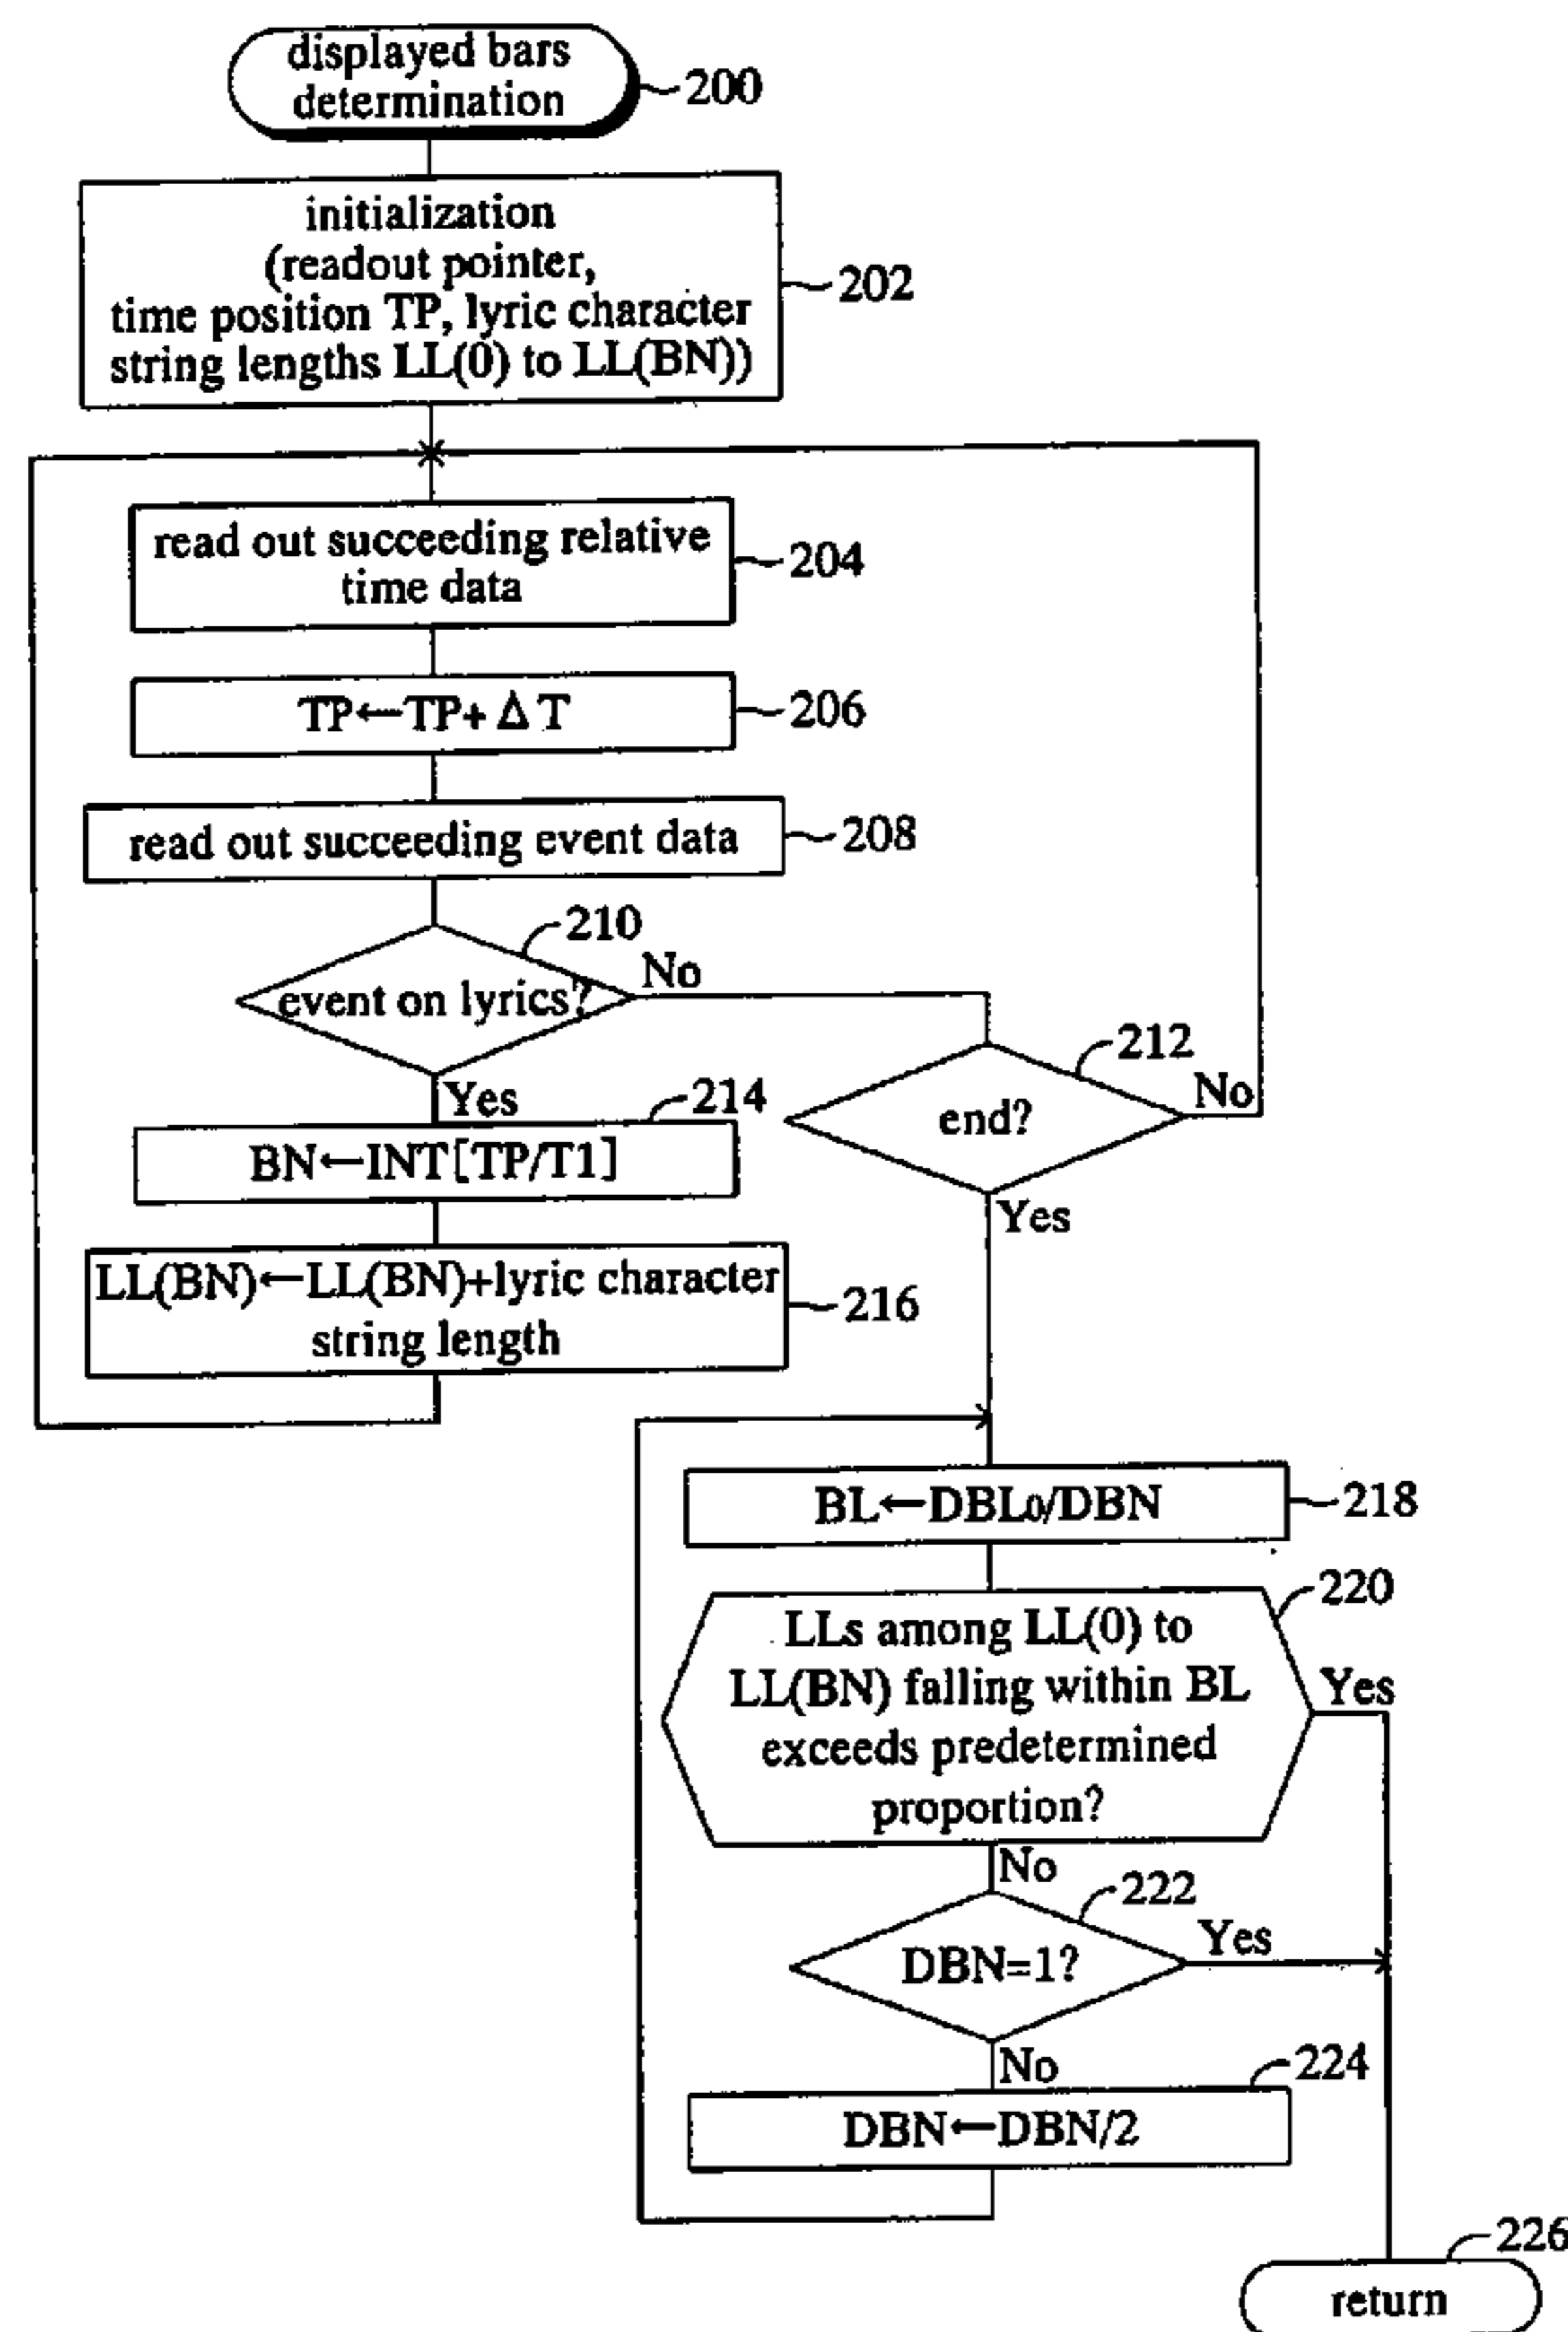 displayed bars
determination
200
initialization
(readout pointer,
time position TP, lyric character
string lengths LL(0) to LL(BN))
202
read out succeeding relative
time data
204
TP←TP+ΔT
206
read out succeeding event data
208
210
event on lyrics?
No
Yes
212
end?
No
Yes
214
BN←INT[TP/T1]
LL(BN)←LL(BN)+lyric character
string length
216
BL←DBL0/DBN
218
220
LLs among LL(0) to
LL(BN) falling within BL
exceeds predetermined
proportion?
Yes
No
222
DBN=1?
Yes
No
224
DBN←DBN/2
226
return